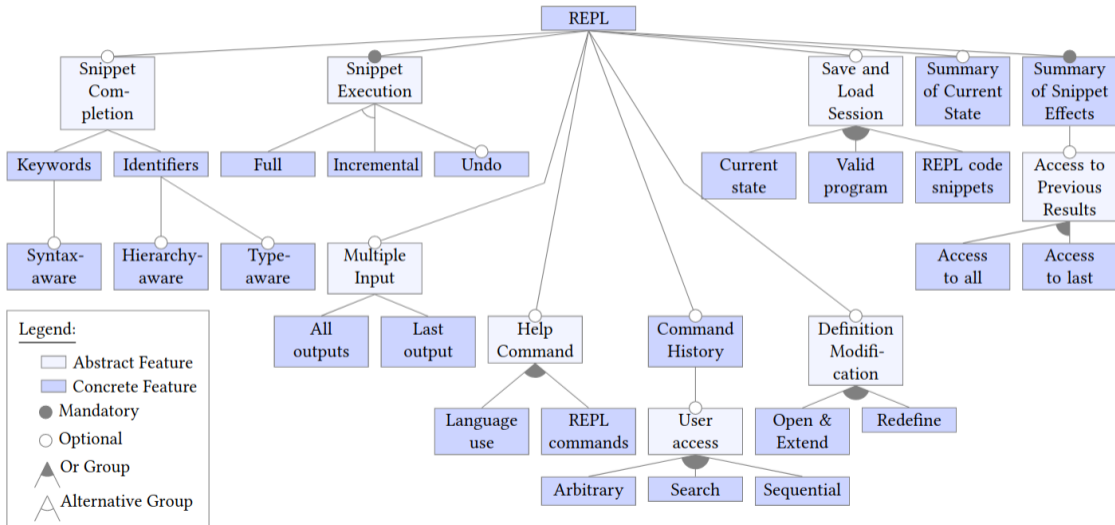 REPL
Snippet
Com-
pletion
Snippet
Execution
Save and
Load
Session
Summary
of Current
State
Summary
of Snippet
Effects
Keywords
Identifiers
Full
Incremental
Undo
Current
state
Valid
program
REPL code
snippets
Access to
Previous
Results
Syntax-
aware
Hierarchy-
aware
Type-
aware
Multiple
Input
Access
to all
Access
to last
All
outputs
Last
output
Help
Command
Command
History
Definition
Modifi-
cation
Language
use
REPL
commands
User
access
Open &
Extend
Redefine
Arbitrary
Search
Sequential
Legend:
Abstract Feature
Concrete Feature
Mandatory
Optional
Or Group
Alternative Group